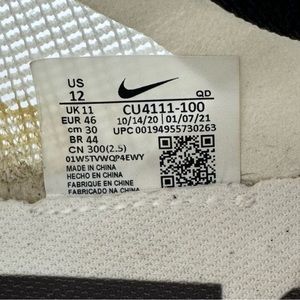 US
12
QD
UK 11
CU4111-100
EUR 46
10/14/20 | 01/07/21
cm 30
UPC 00194955730263
BR 44
CN 300(2.5)
01W5TVWQP4EWY
MADE IN CHINA
HECHO EN CHINA
FABRIQUE EN CHINE
FABRICADO NA CHINA